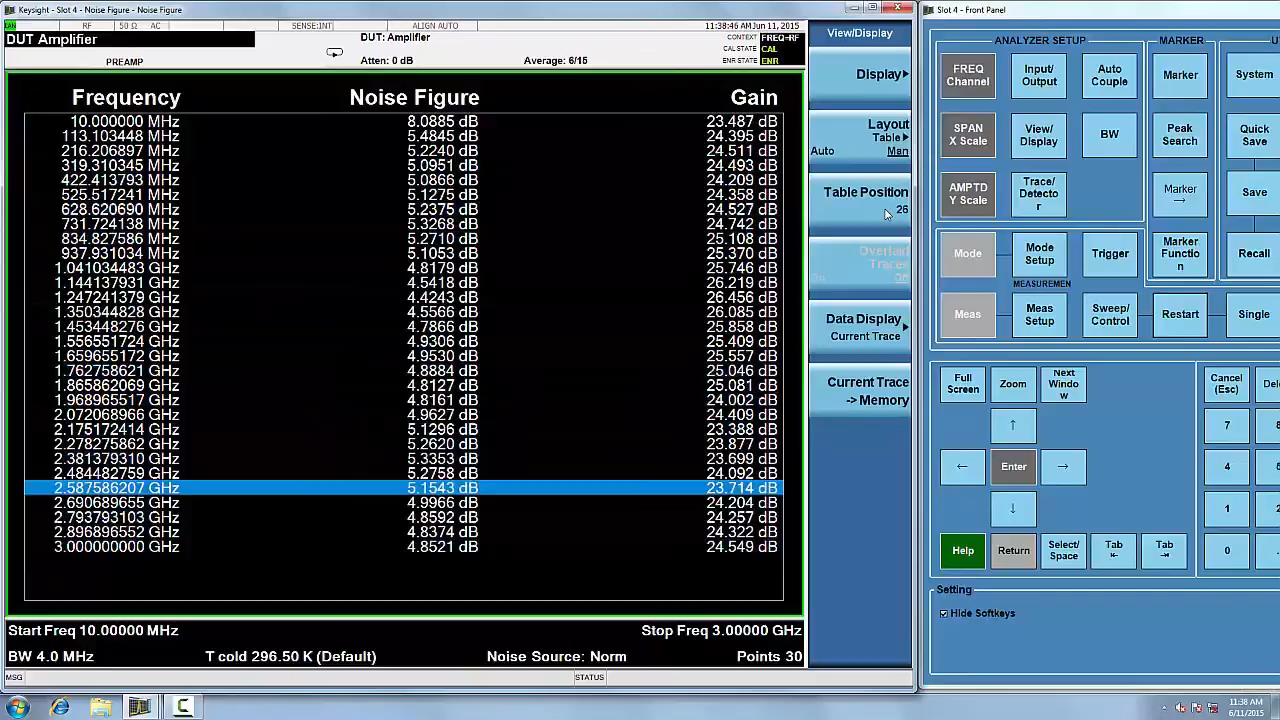 Keysight - Slot 4 - Noise Figure - Noise Figure
RF 50 Ω AC SENSE:INT ALIGN AUTO 11:38:46 AM Jun 11, 2015
DUT Amplifier
DUT: Amplifier
CONTEXT FREQ-RF
CAL STATE CAL
PREAMP Atten: 0 dB Average: 6/15 ENR STATE ENR
Frequency Noise Figure Gain
10.000000 MHz 8.0885 dB 23.487 dB
113.103448 MHz 5.4845 dB 24.395 dB
216.206897 MHz 5.2240 dB 24.511 dB
319.310345 MHz 5.0951 dB 24.493 dB
422.413793 MHz 5.0866 dB 24.209 dB
525.517241 MHz 5.1275 dB 24.358 dB
628.620690 MHz 5.2375 dB 24.527 dB
731.724138 MHz 5.3268 dB 24.742 dB
834.827586 MHz 5.2710 dB 25.108 dB
937.931034 MHz 5.1053 dB 25.370 dB
1.041034483 GHz 4.8179 dB 25.746 dB
1.144137931 GHz 4.5418 dB 26.219 dB
1.247241379 GHz 4.4243 dB 26.456 dB
1.350344828 GHz 4.5566 dB 26.085 dB
1.453448276 GHz 4.7866 dB 25.858 dB
1.556551724 GHz 4.9306 dB 25.409 dB
1.659655172 GHz 4.9530 dB 25.557 dB
1.762758621 GHz 4.8884 dB 25.046 dB
1.865862069 GHz 4.8127 dB 25.081 dB
1.968965517 GHz 4.8161 dB 24.002 dB
2.072068966 GHz 4.9627 dB 24.409 dB
2.175172414 GHz 5.1296 dB 23.388 dB
2.278275862 GHz 5.2620 dB 23.877 dB
2.381379310 GHz 5.3353 dB 23.699 dB
2.484482759 GHz 5.2758 dB 24.092 dB
2.587586207 GHz 5.1543 dB 23.714 dB
2.690689655 GHz 4.9966 dB 24.204 dB
2.793793103 GHz 4.8592 dB 24.257 dB
2.896896552 GHz 4.8374 dB 24.322 dB
3.000000000 GHz 4.8521 dB 24.549 dB
Start Freq 10.00000 MHz Stop Freq 3.00000 GHz
BW 4.0 MHz T cold 296.50 K (Default) Noise Source: Norm Points 30
MSG STATUS
View/Display
Display
Layout
Table
Auto Man
Table Position
26
Overlaid
Traces
On Off
Data Display
Current Trace
Current Trace
-> Memory
Slot 4 - Front Panel
ANALYZER SETUP MARKER
FREQ Channel
Input/ Output
Auto Couple
Marker
System
SPAN X Scale
View/ Display
BW
Peak Search
Quick Save
AMPTD Y Scale
Trace/ Detecto r
Marker →
Save
Mode
Mode Setup
Trigger
Marker Functio n
Recall
MEASUREMEN
Meas
Meas Setup
Sweep/ Control
Restart
Single
Full Screen
Zoom
Next Windo w
Cancel (Esc)
↑
7
← Enter →
4
↓
1
Help
Return
Select/ Space
Tab ⇤
Tab ⇥
0
Setting
Hide Softkeys
11:38 AM
6/11/2015